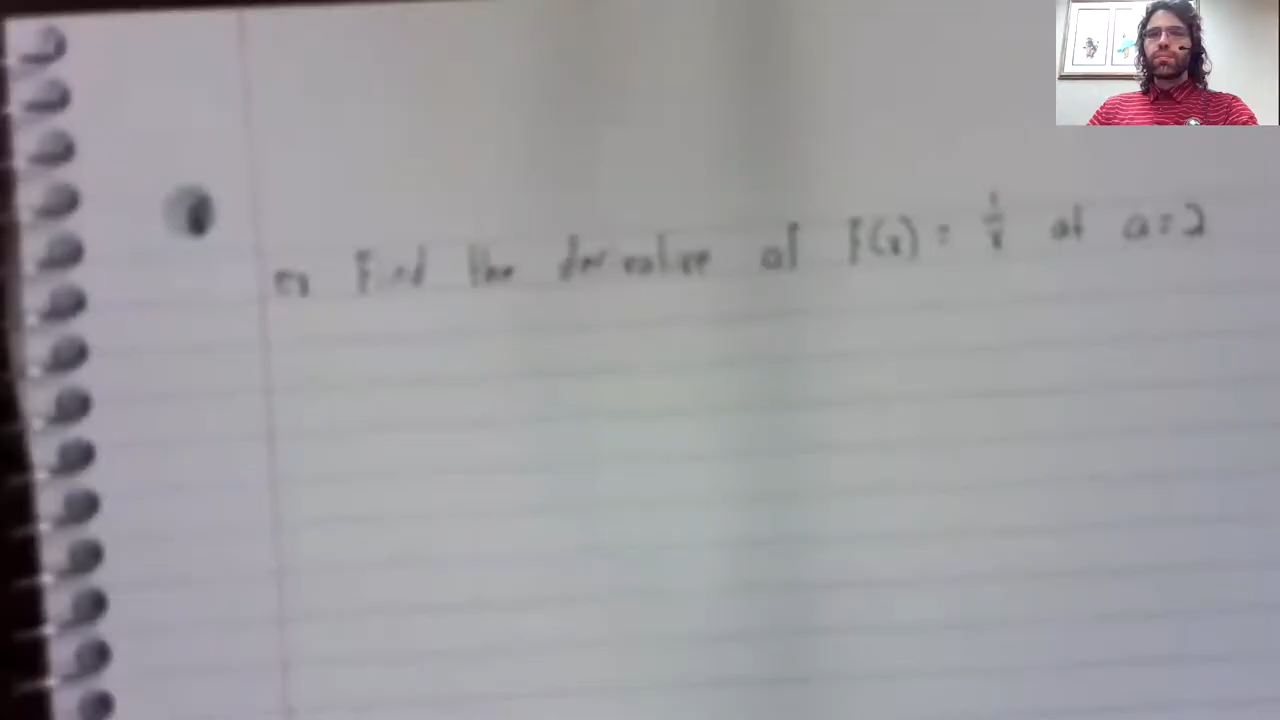 ex Find the derivative of f(x) = 1/x at a=2